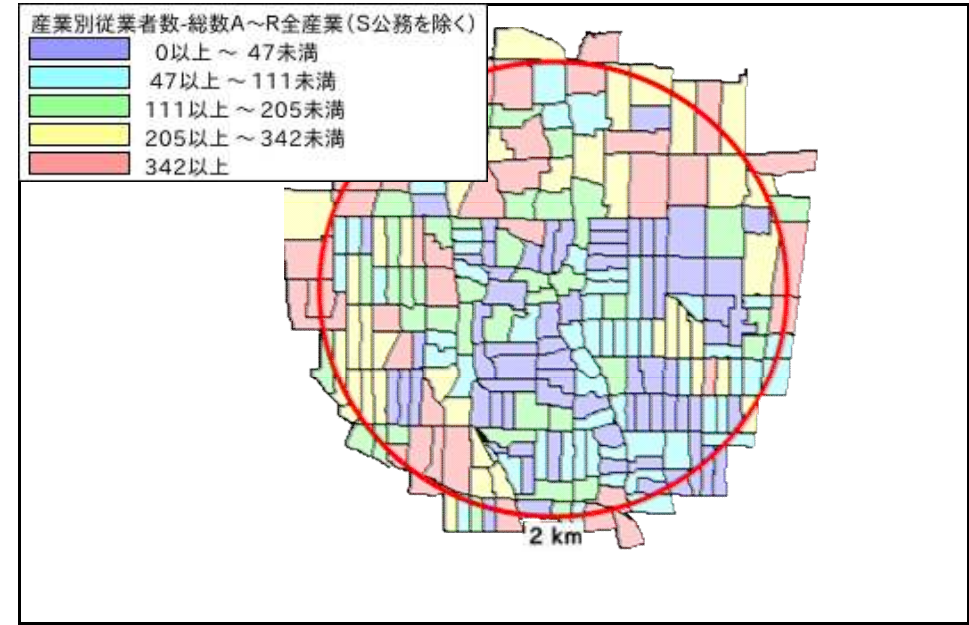 産業別従業者数-総数A～R全産業(S公務を除く)
0以上 ～ 47未満
47以上 ～ 111未満
111以上 ～ 205未満
205以上 ～ 342未満
342以上
2 km